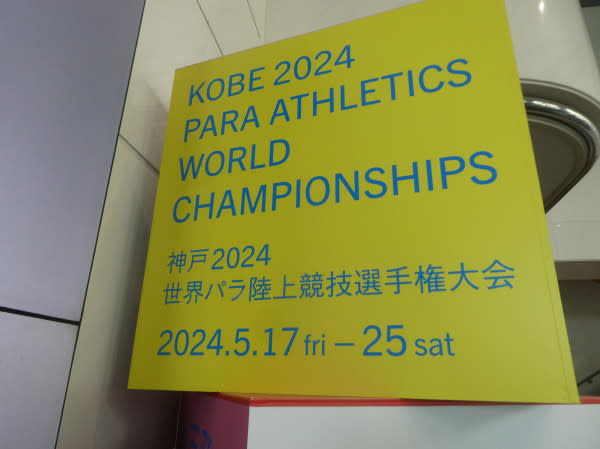 KOBE 2024
PARA ATHLETICS
WORLD
CHAMPIONSHIPS
神戸2024
世界パラ陸上競技選手権大会
2024.5.17 fri – 25 sat